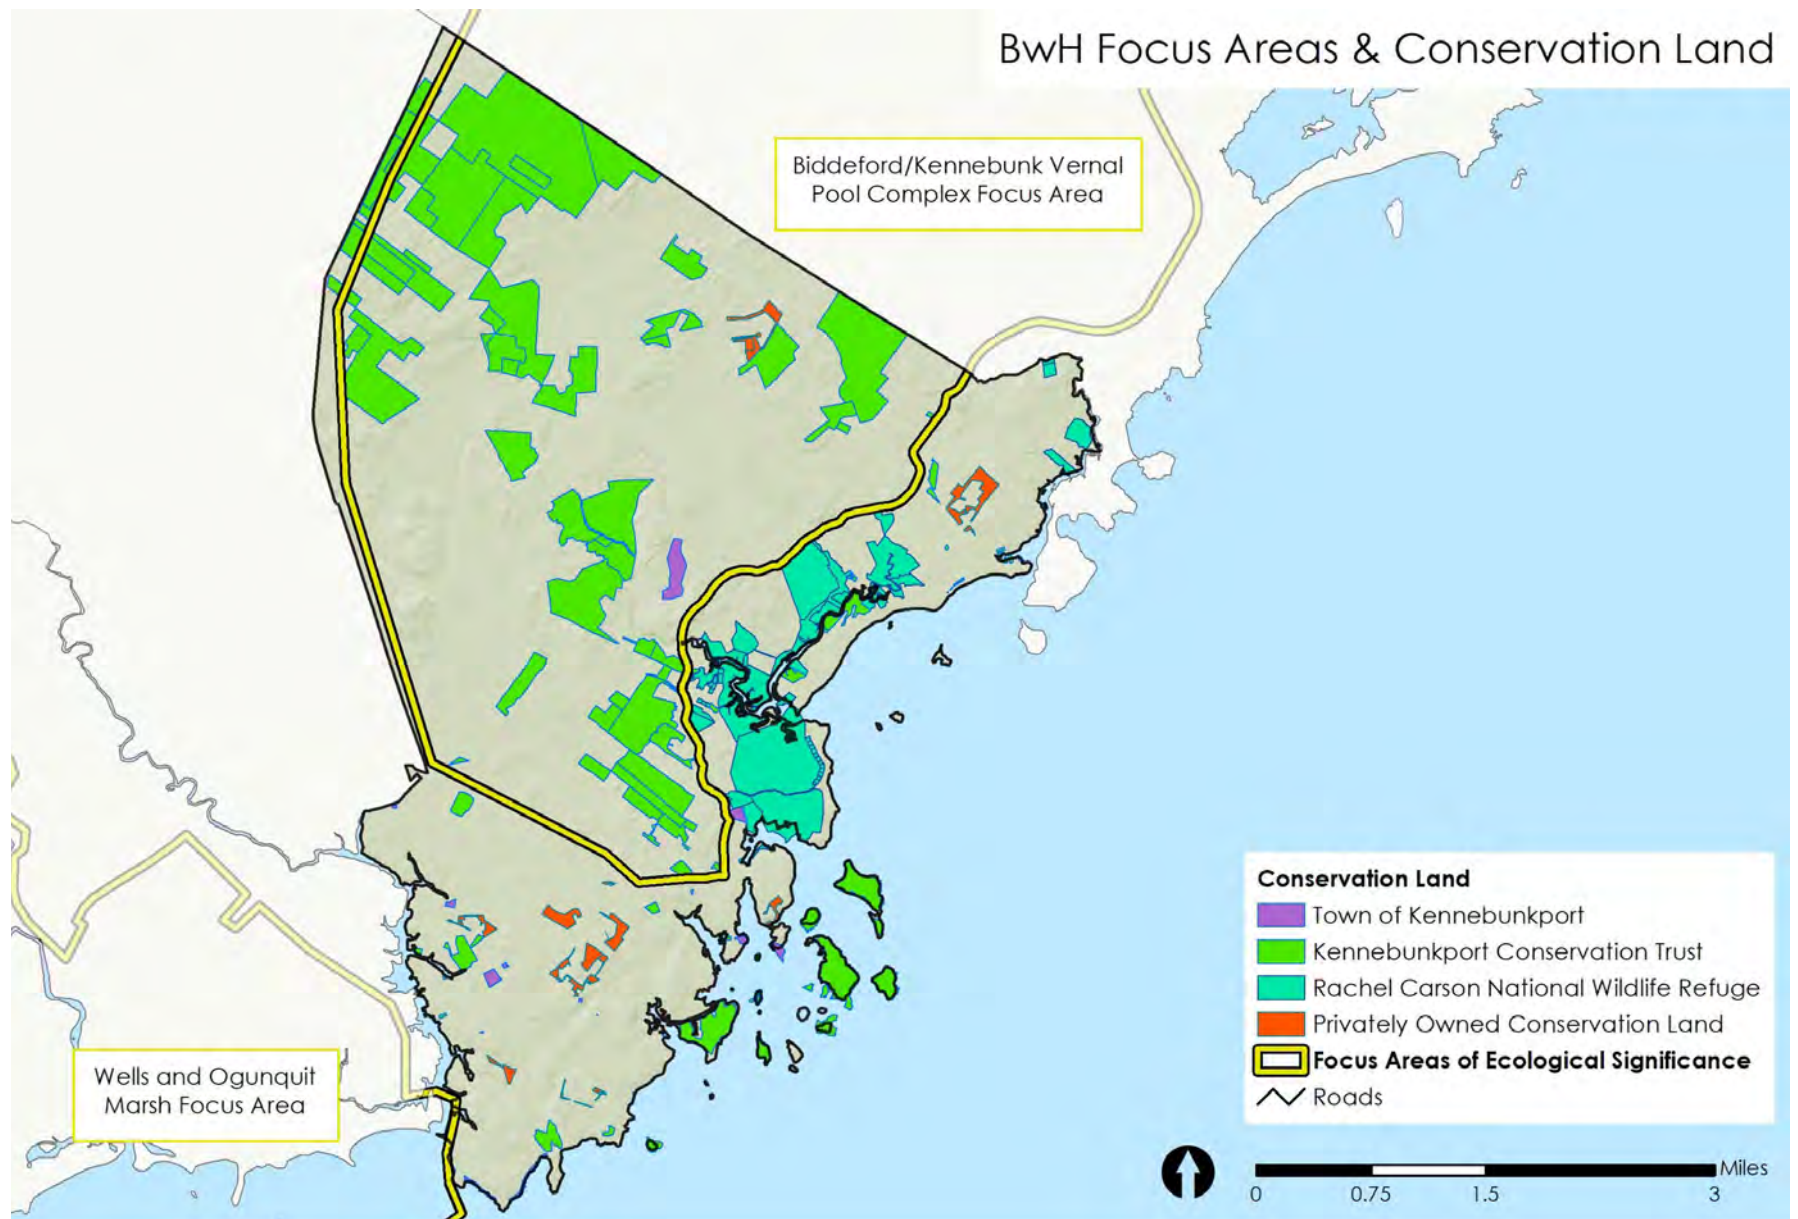 BwH Focus Areas & Conservation Land
Biddeford/Kennebunk Vernal
Pool Complex Focus Area
Wells and Ogunquit
Marsh Focus Area
Conservation Land
Town of Kennebunkport
Kennebunkport Conservation Trust
Rachel Carson National Wildlife Refuge
Privately Owned Conservation Land
Focus Areas of Ecological Significance
Roads
Miles
0 0.75 1.5 3